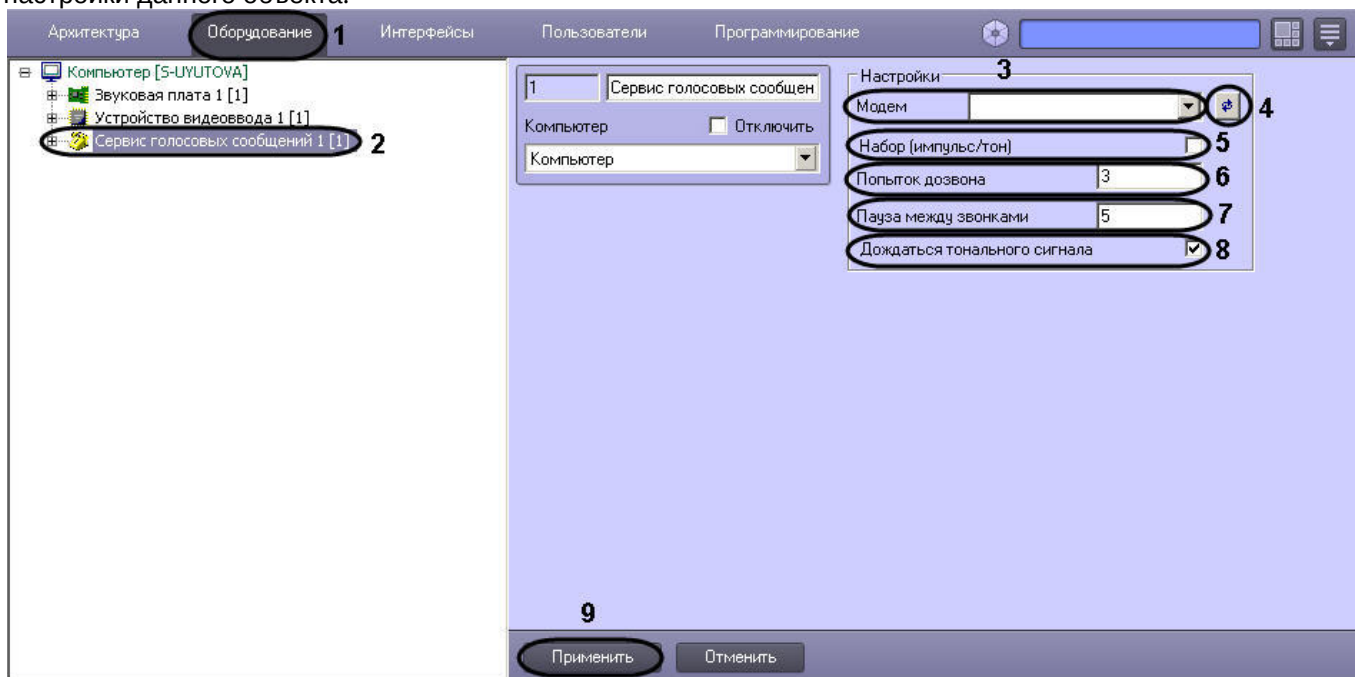 настройки данного объекта.
Архитектура Оборудование 1 Интерфейсы Пользователи Программирование
Компьютер [S-UYUTOVA]
Звуковая плата 1 [1]
Устройство видеоввода 1 [1]
Сервис голосовых сообщений 1 [1] 2
1 Сервис голосовых сообщен
Компьютер Отключить
Компьютер
Настройки 3
Модем 4
Набор (импульс/тон) 5
Попыток дозвона 3 6
Пауза между звонками 5 7
Дождаться тонального сигнала 8
9
Применить Отменить